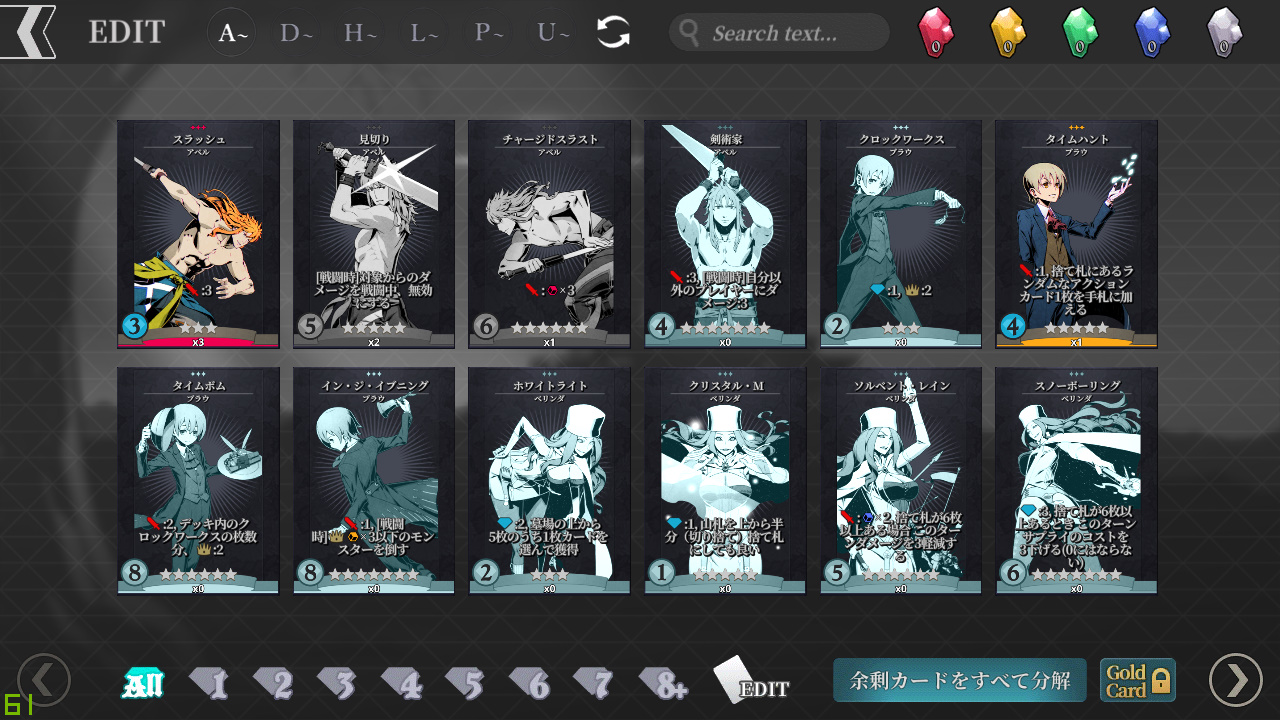 EDIT
A~
D~
H~
L~
P~
U~
Search text...
0
0
0
0
0
スラッシュ
アベル
:3
3
x3
見切り
アベル
[戦闘時]対象からのダ
メージを戦闘中、無効
にする
5
x2
チャージドスラスト
アベル
:×3
6
x1
剣術家
アベル
:3, [戦闘時]自分以
外のプレイヤーにダ
メージ:3
4
x0
クロックワークス
ブラウ
:1, :2
2
x0
タイムハント
ブラウ
:1, 捨て札にあるラ
ンダムなアクション
カード1枚を手札に加
える
4
x1
タイムボム
ブラウ
:2, デッキ内のク
ロックワークスの枚数
分、:2
8
x0
イン・ジ・イブニング
ブラウ
:1, [戦闘
時]×3以下のモン
スターを倒す
8
x0
ホワイトライト
ベリンダ
:2, 墓場の上から
5枚のうち1枚カードを
選んで獲得
2
x0
クリスタル・M
ベリンダ
:1, 山札を上から半
分（切り捨て）捨て札
にしても良い
1
x0
ソルベント・レイン
ベリンダ
:×2, 捨て札が6枚
以上ある場合このター
ンダメージを3軽減す
る
5
x0
スノーボーリング
ベリンダ
:3, 捨て札が6枚以
上あるとき このターン
サプライのコストを
3下げる(0にはならな
い)
6
x0
All
1
2
3
4
5
6
7
8+
EDIT
余剰カードをすべて分解
Gold
Card
61